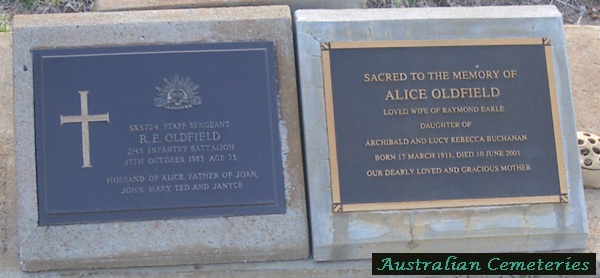 SX5724 STAFF SERGEANT
R.E. OLDFIELD
2/43 INFANTRY BATTALION
15TH OCTOBER 1983 AGE 73
HUSBAND OF ALICE, FATHER OF JOAN,
JOHN, MARY, TED AND JANYCE
SACRED TO THE MEMORY OF
ALICE OLDFIELD
LOVED WIFE OF RAYMOND EARLE
DAUGHTER OF
ARCHIBALD AND LUCY REBECCA BUCHANAN
BORN 17 MARCH 1911, DIED 10 JUNE 2001
OUR DEARLY LOVED AND GRACIOUS MOTHER
Australian Cemeteries